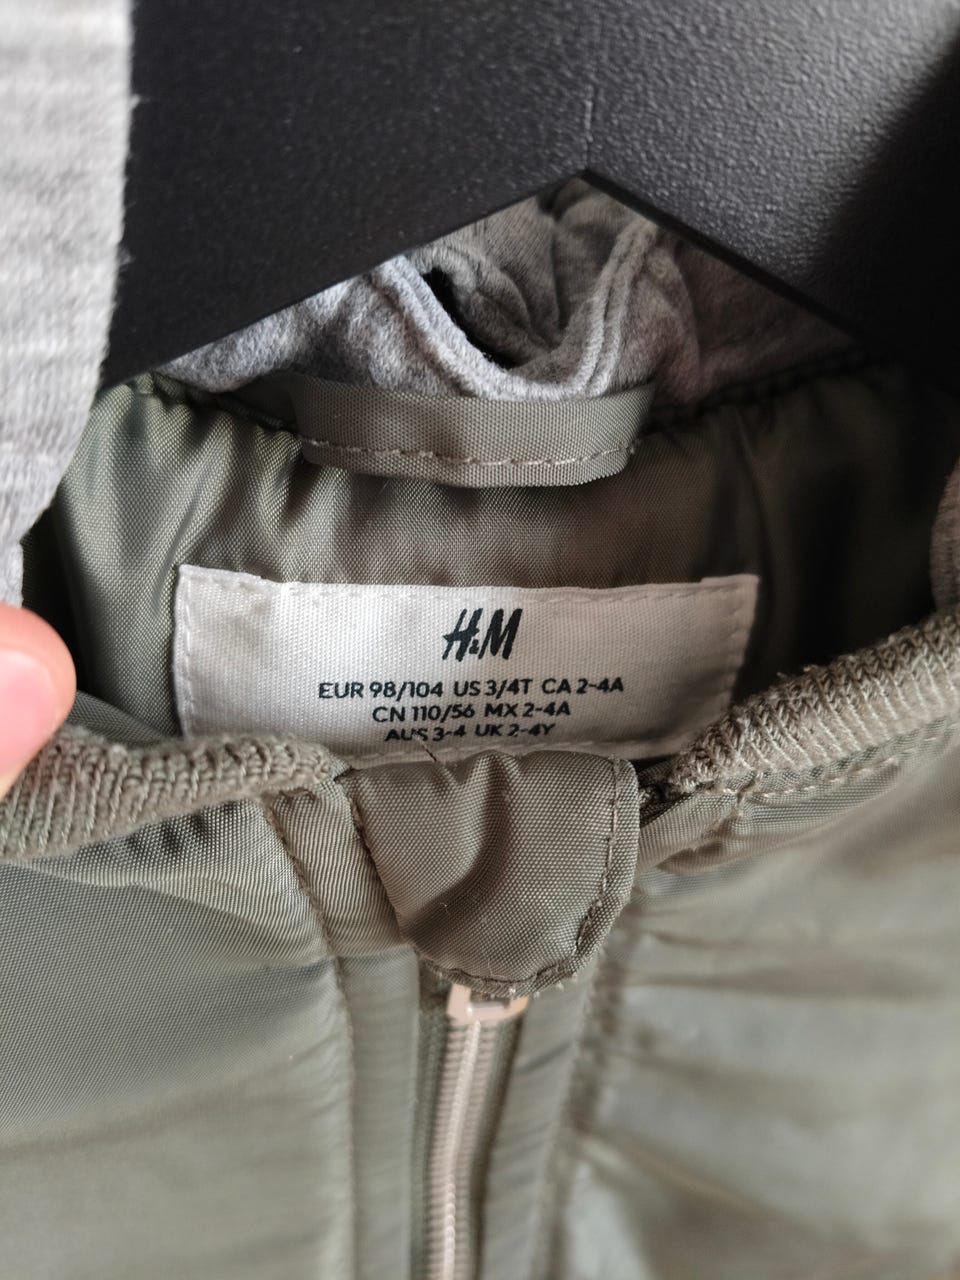 H&M
EUR 98/104 US 3/4T CA 2-4A
CN 110/56 MX 2-4A
AUS 3-4 UK 2-4Y